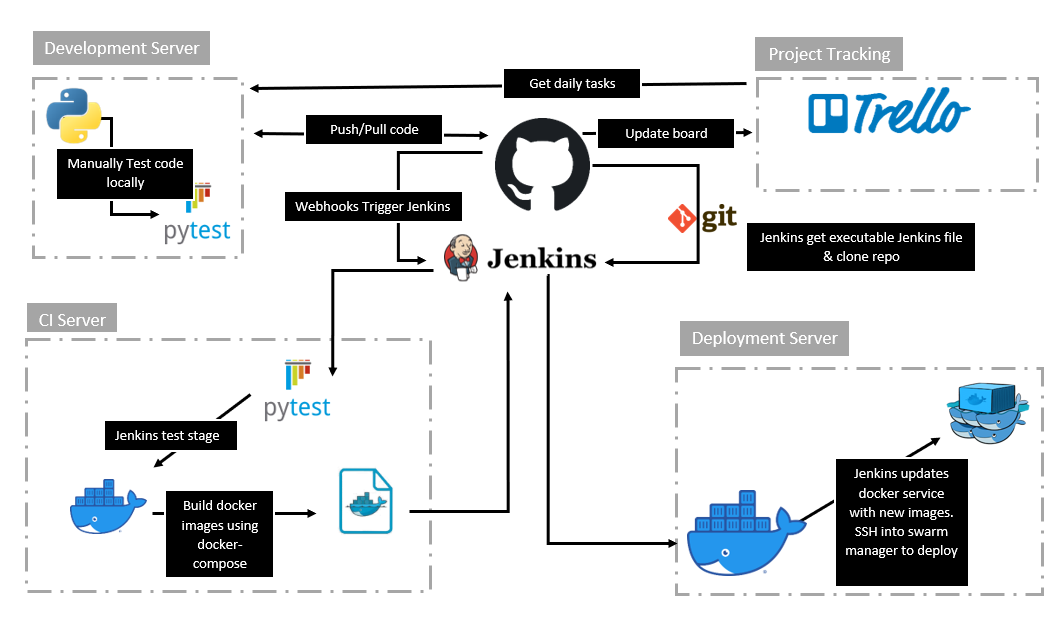 Development Server
Project Tracking
Get daily tasks
Trello
Push/Pull code
Update board
Manually Test code
locally
pytest
Webhooks Trigger Jenkins
git
Jenkins get executable Jenkins file
& clone repo
Jenkins
CI Server
Deployment Server
pytest
Jenkins test stage
Build docker
images using
docker-
compose
Jenkins updates
docker service
with new images.
SSH into swarm
manager to deploy